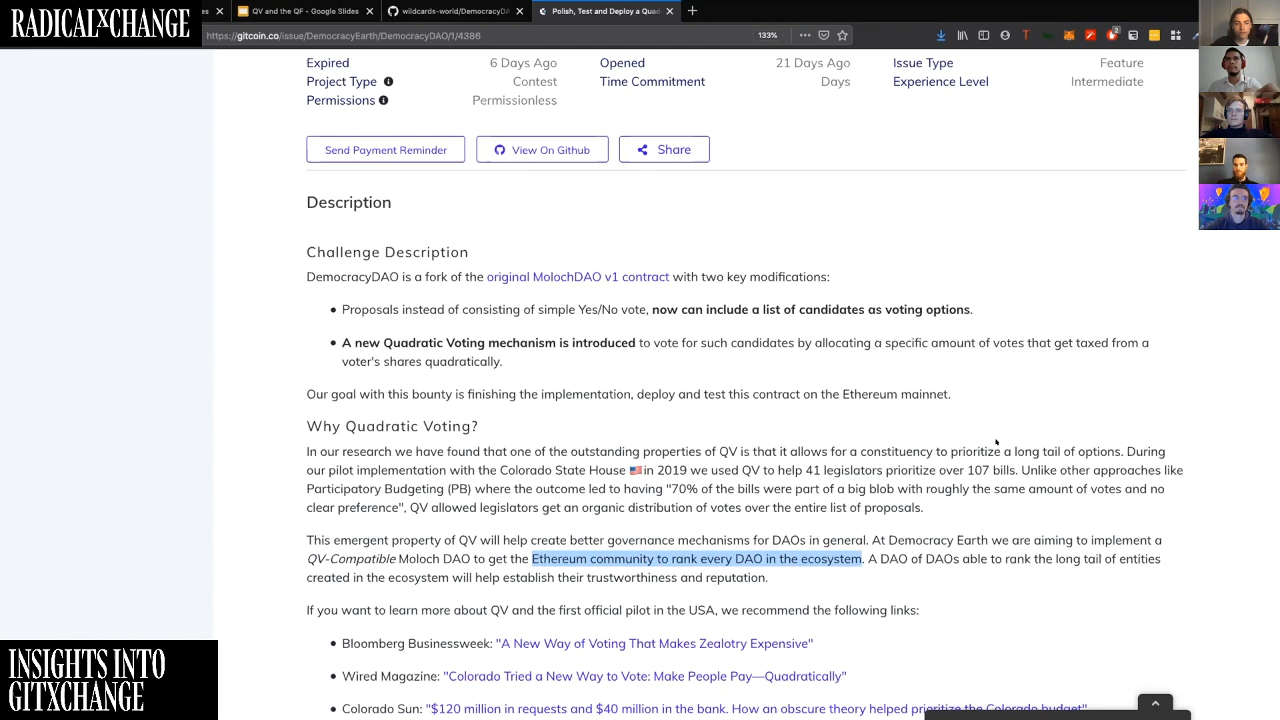 RADICALXCHANGE
es
QV and the QF - Google Slides
wildcards-world/DemocracyDA
Polish, Test and Deploy a Quad
https://gitcoin.co/issue/DemocracyEarth/DemocracyDAO/1/4386
133%
Expired 6 Days Ago Opened 21 Days Ago Issue Type Feature
Project Type Contest Time Commitment Days Experience Level Intermediate
Permissions Permissionless
Send Payment Reminder View On Github Share
Description
Challenge Description
DemocracyDAO is a fork of the original MolochDAO v1 contract with two key modifications:
• Proposals instead of consisting of simple Yes/No vote, now can include a list of candidates as voting options.
• A new Quadratic Voting mechanism is introduced to vote for such candidates by allocating a specific amount of votes that get taxed from a
voter's shares quadratically.
Our goal with this bounty is finishing the implementation, deploy and test this contract on the Ethereum mainnet.
Why Quadratic Voting?
In our research we have found that one of the outstanding properties of QV is that it allows for a constituency to prioritize a long tail of options. During
our pilot implementation with the Colorado State House 🇺🇸 in 2019 we used QV to help 41 legislators prioritize over 107 bills. Unlike other approaches like
Participatory Budgeting (PB) where the outcome led to having "70% of the bills were part of a big blob with roughly the same amount of votes and no
clear preference", QV allowed legislators get an organic distribution of votes over the entire list of proposals.
This emergent property of QV will help create better governance mechanisms for DAOs in general. At Democracy Earth we are aiming to implement a
QV-Compatible Moloch DAO to get the Ethereum community to rank every DAO in the ecosystem. A DAO of DAOs able to rank the long tail of entities
created in the ecosystem will help establish their trustworthiness and reputation.
If you want to learn more about QV and the first official pilot in the USA, we recommend the following links:
• Bloomberg Businessweek: "A New Way of Voting That Makes Zealotry Expensive"
• Wired Magazine: "Colorado Tried a New Way to Vote: Make People Pay—Quadratically"
• Colorado Sun: "$120 million in requests and $40 million in the bank. How an obscure theory helped prioritize the Colorado budget"
INSIGHTS INTO
GITXCHANGE